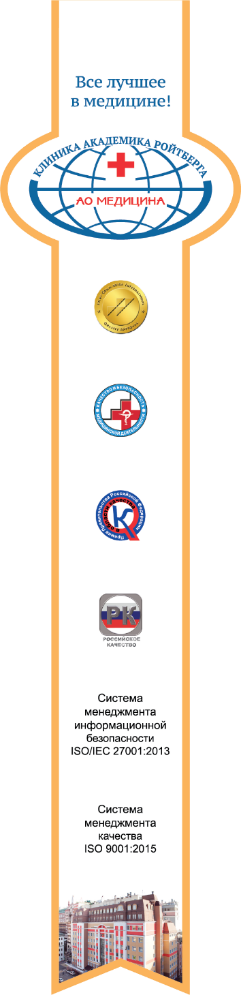 Все лучшее
в медицине!
КЛИНИКА АКАДЕМИКА РОЙТБЕРГА
АО МЕДИЦИНА
РК
РОССИЙСКОЕ
КАЧЕСТВО
Система
менеджмента
информационной
безопасности
ISO/IEC 27001:2013
Система
менеджмента
качества
ISO 9001:2015